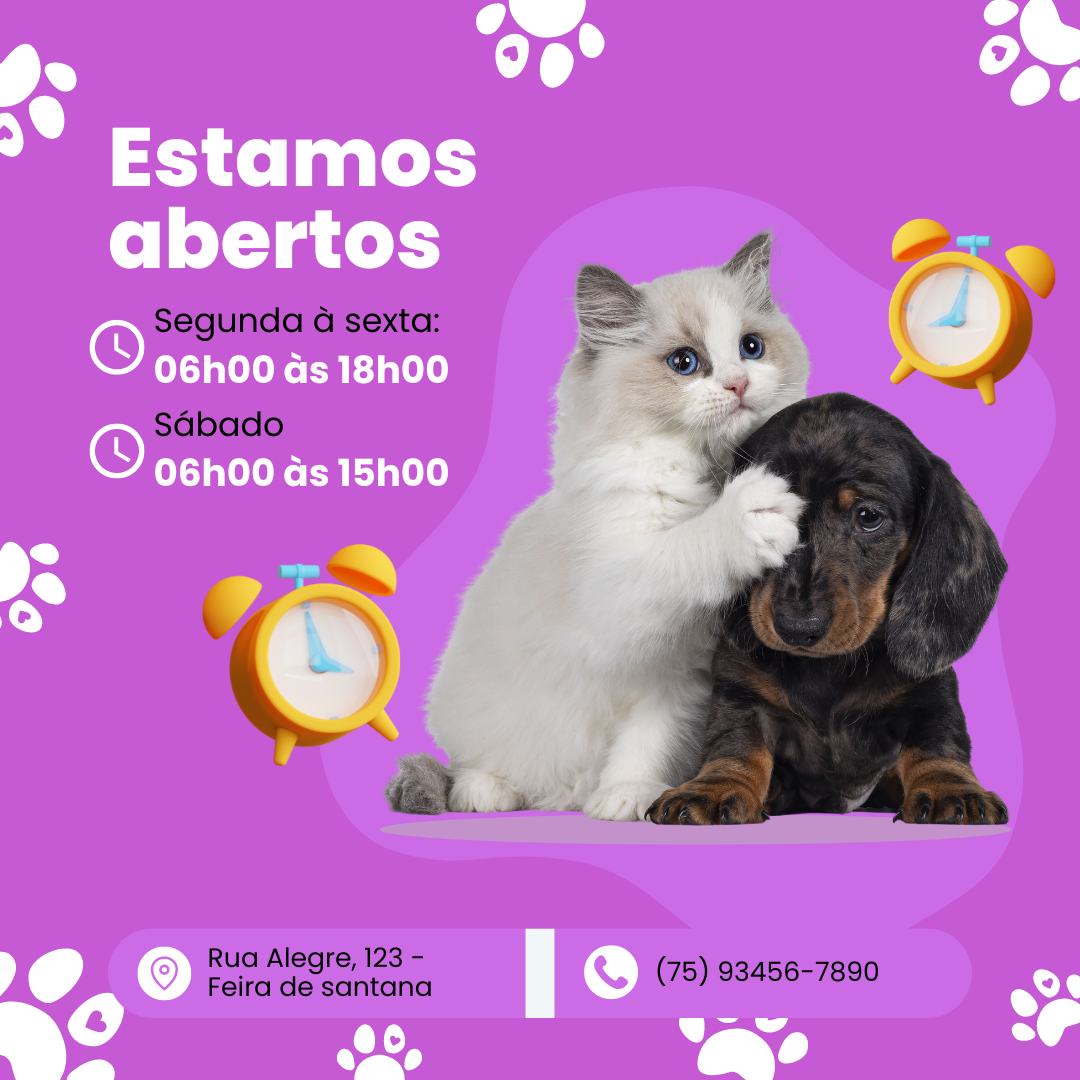 Estamos
abertos
Segunda à sexta:
06h00 às 18h00
Sábado
06h00 às 15h00
Rua Alegre, 123 -
Feira de santana
(75) 93456-7890